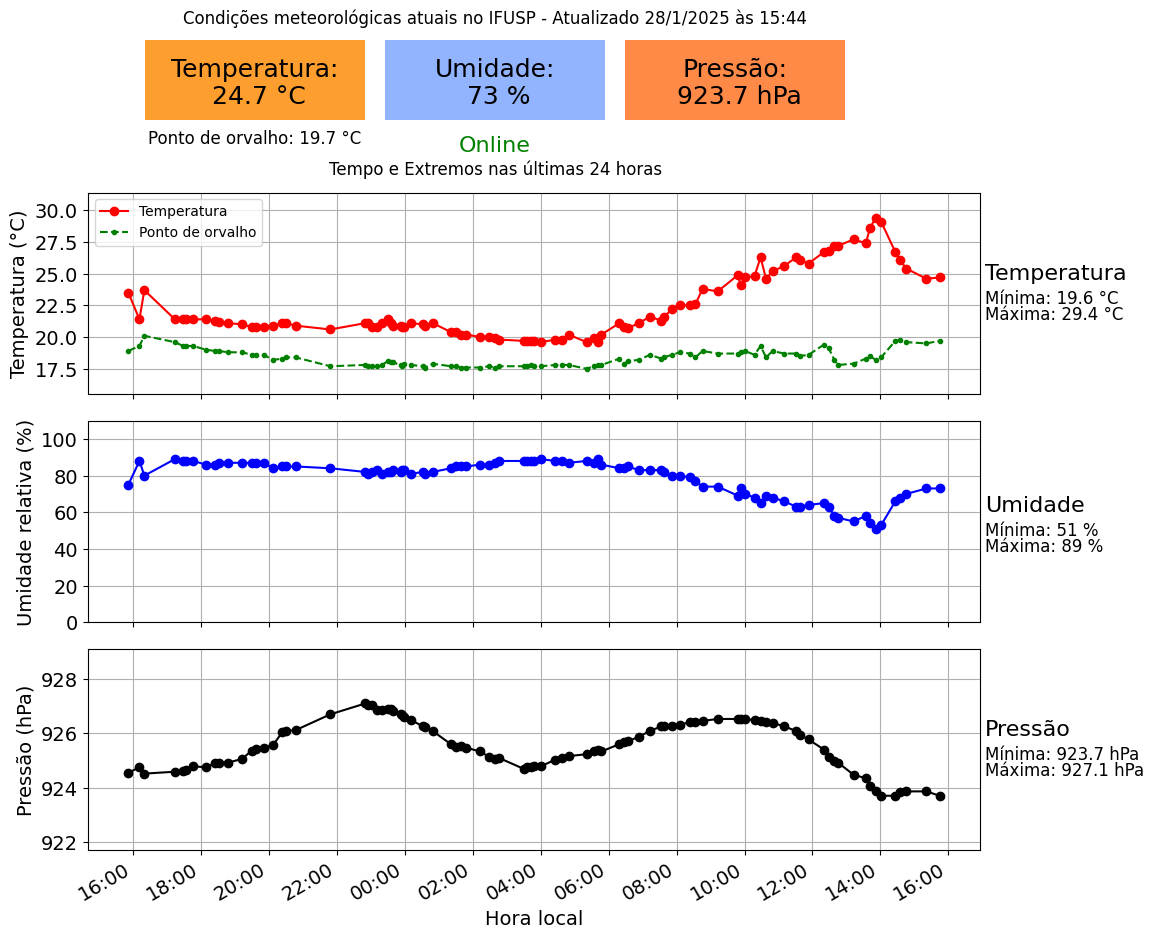 Condições meteorológicas atuais no IFUSP - Atualizado 28/1/2025 às 15:44
Temperatura:
24.7 °C
Umidade:
73 %
Pressão:
923.7 hPa
Ponto de orvalho: 19.7 °C
Online
Tempo e Extremos nas últimas 24 horas
Temperatura (°C)
30.0
27.5
25.0
22.5
20.0
17.5
Temperatura
Ponto de orvalho
Temperatura
Mínima: 19.6 °C
Máxima: 29.4 °C
Umidade relativa (%)
100
80
60
40
20
0
Umidade
Mínima: 51 %
Máxima: 89 %
Pressão (hPa)
928
926
924
922
Pressão
Mínima: 923.7 hPa
Máxima: 927.1 hPa
16:00 18:00 20:00 22:00 00:00 02:00 04:00 06:00 08:00 10:00 12:00 14:00 16:00
Hora local